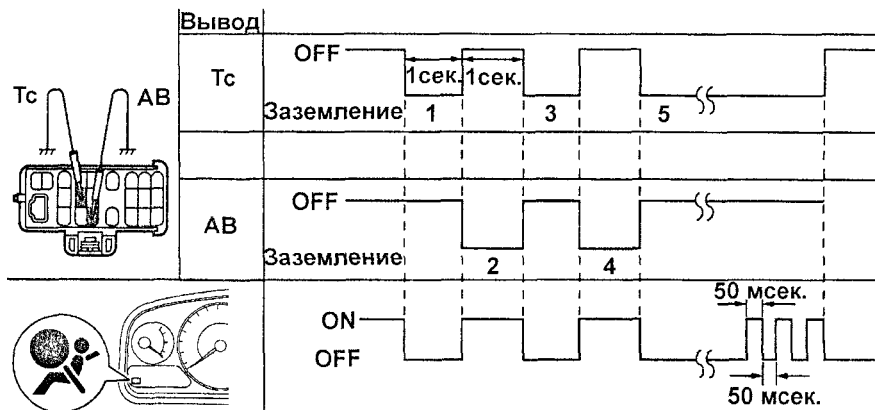 Вывод
Tc
AB
Tc
OFF
1сек.
1сек.
Заземление
1
3
5
AB
OFF
Заземление
2
4
ON
OFF
50 мсек.
50 мсек.